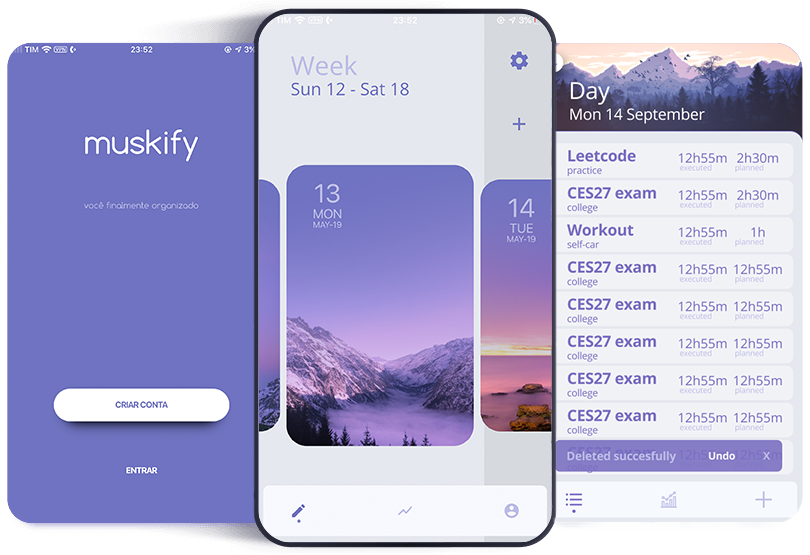 TIM
23:52
3%
muskify
você finalmente organizado
CRIAR CONTA
ENTRAR
TIM
23:52
3%
Week
Sun 12 - Sat 18
13
MON
MAY-19
14
TUE
MAY-19
Day
Mon 14 September
Leetcode 12h55m 2h30m
practice executed planned
CES27 exam 12h55m 2h30m
college executed planned
Workout 12h55m 1h
self-car executed planned
CES27 exam 12h55m 12h55m
college executed planned
CES27 exam 12h55m 12h55m
college executed planned
CES27 exam 12h55m 12h55m
college executed planned
CES27 exam 12h55m 12h55m
college executed planned
CES27 exam 12h55m 12h55m
college executed planned
Deleted succesfully Undo X